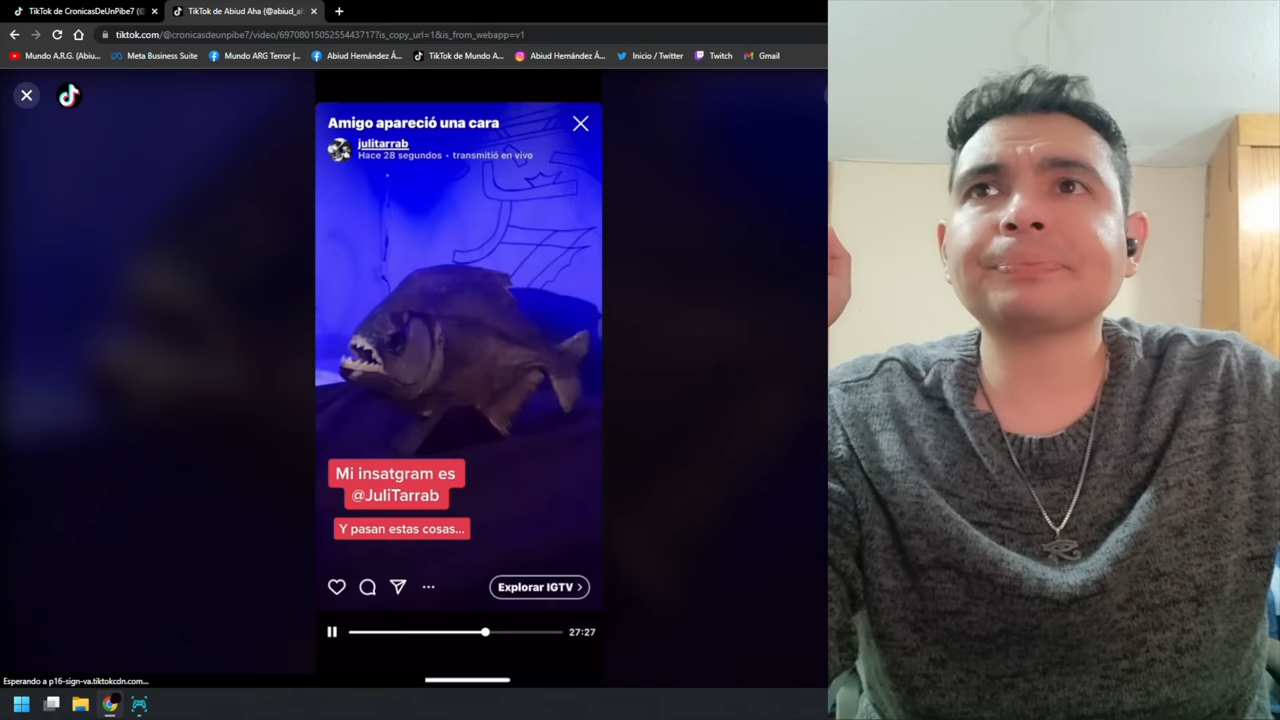 TikTok de CronicasDeUnPibe7 (@
TikTok de Abiud Aha (@abiud_ah
tiktok.com/@cronicasdeunpibe7/video/6970801505255443717?is_copy_url=1&is_from_webapp=v1
Mundo A.R.G. (Abiu...
Meta Business Suite
Mundo ARG Terror |...
Abiud Hernández Á...
TikTok de Mundo A...
Abiud Hernández Á...
Inicio / Twitter
Twitch
Gmail
Amigo apareció una cara
julitarrab
Hace 28 segundos • transmitió en vivo
Mi insatgram es
@JuliTarrab
Y pasan estas cosas...
Explorar IGTV >
27:27
Esperando a p16-sign-va.tiktokcdn.com...